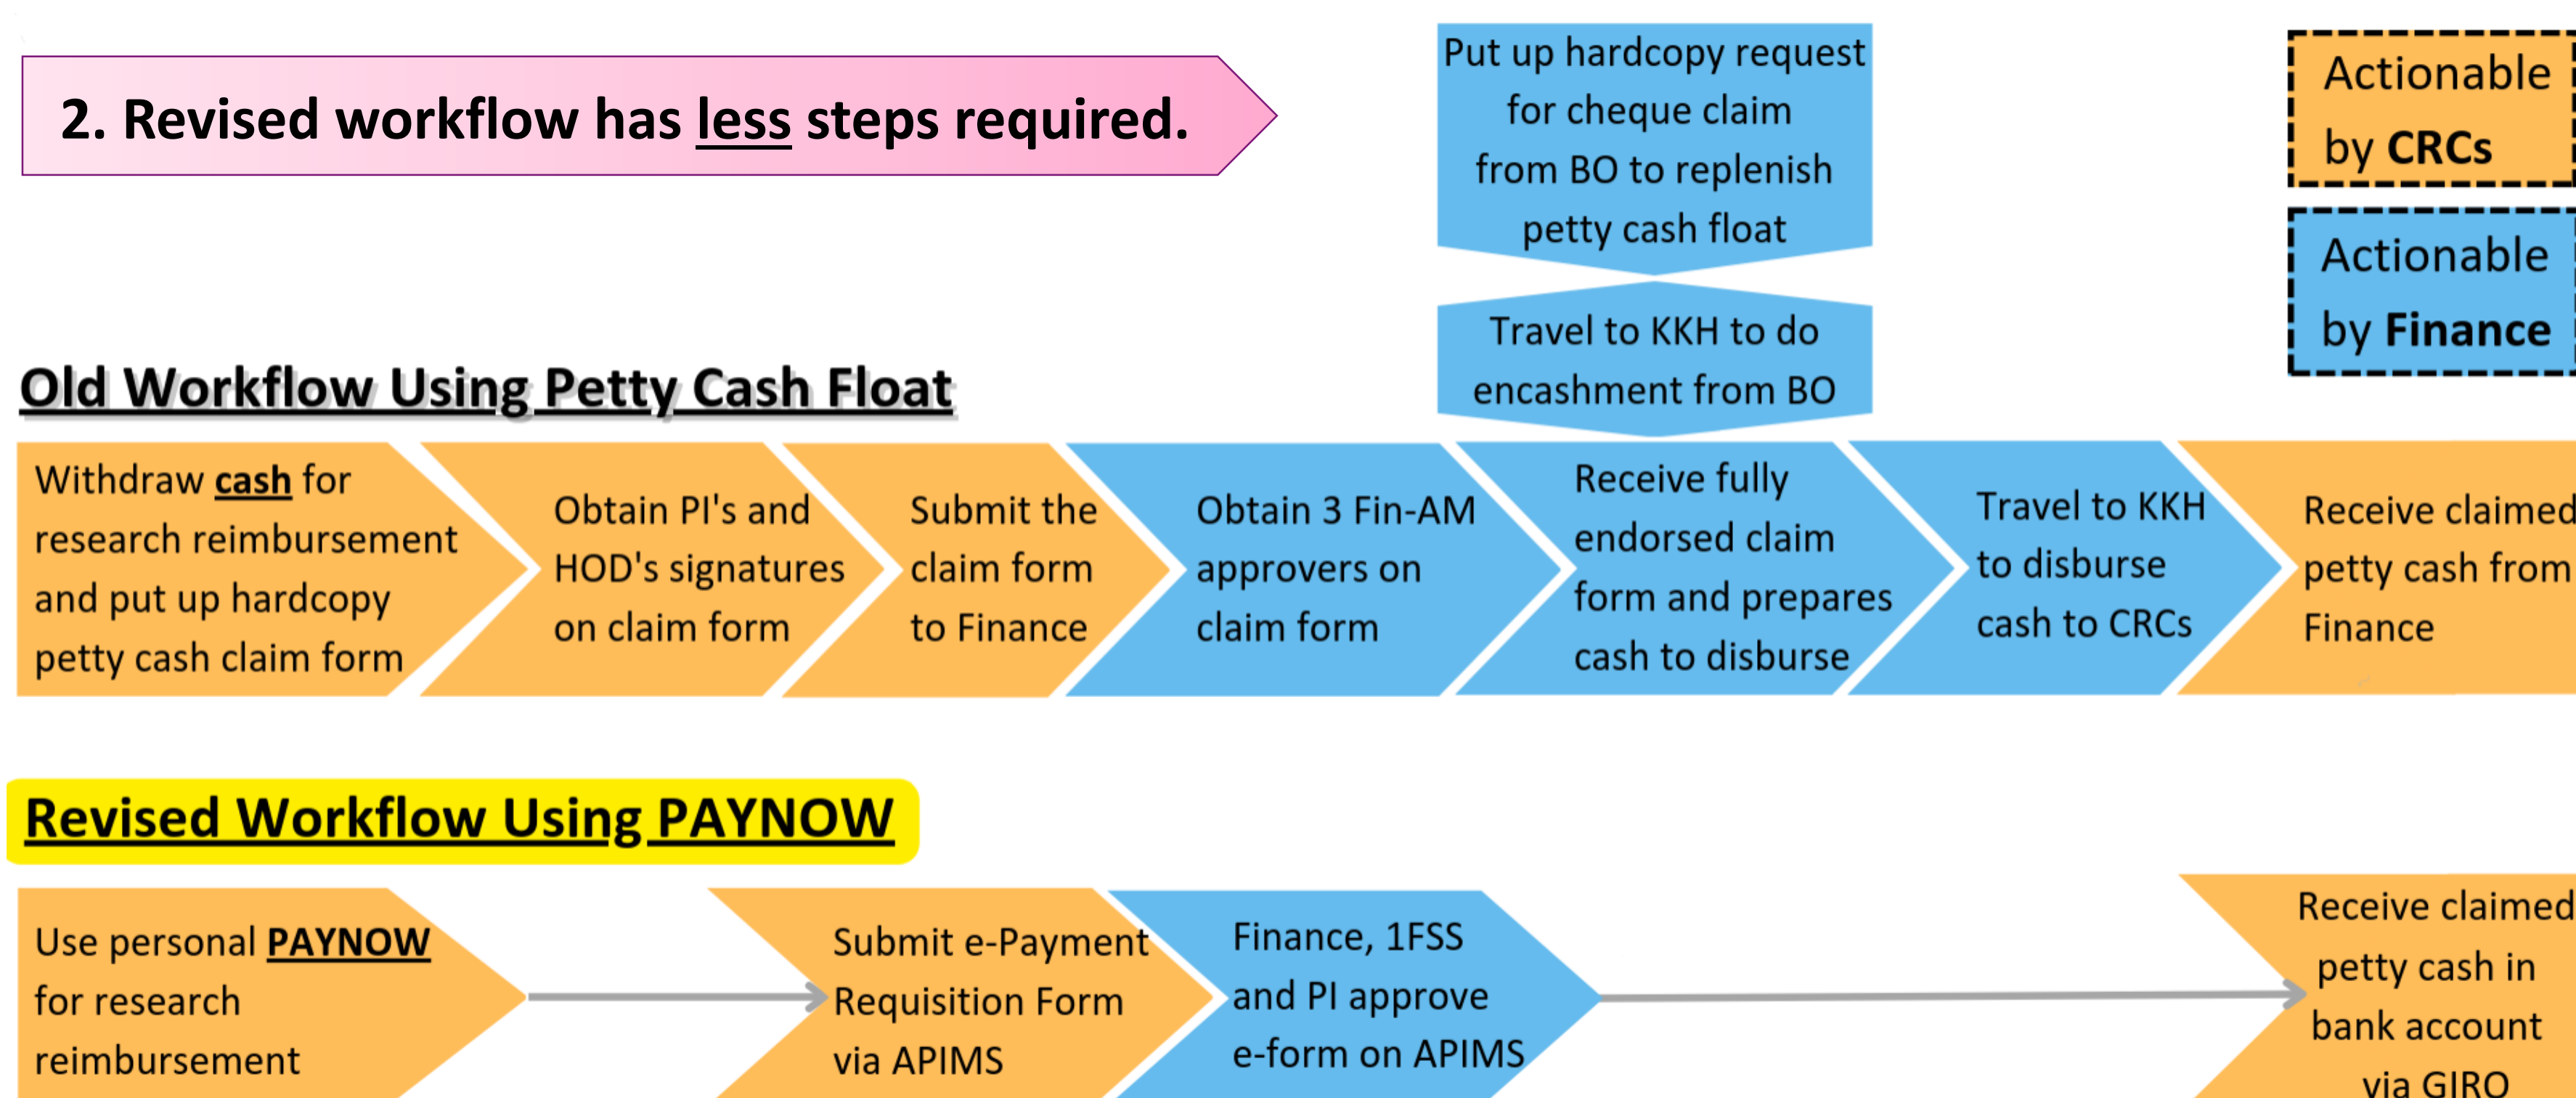 2. Revised workflow has less steps required.
Put up hardcopy request
for cheque claim
from BO to replenish
petty cash float
Actionable
by CRCs
Actionable
by Finance
Travel to KKH to do
encashment from BO
Old Workflow Using Petty Cash Float
Withdraw cash for
research reimbursement
and put up hardcopy
petty cash claim form
Obtain PI's and
HOD's signatures
on claim form
Submit the
claim form
to Finance
Obtain 3 Fin-AM
approvers on
claim form
Receive fully
endorsed claim
form and prepares
cash to disburse
Travel to KKH
to disburse
cash to CRCs
Receive claimed
petty cash from
Finance
Revised Workflow Using PAYNOW
Use personal PAYNOW
for research
reimbursement
Submit e-Payment
Requisition Form
via APIMS
Finance, 1FSS
and PI approve
e-form on APIMS
Receive claimed
petty cash in
bank account
via GIRO